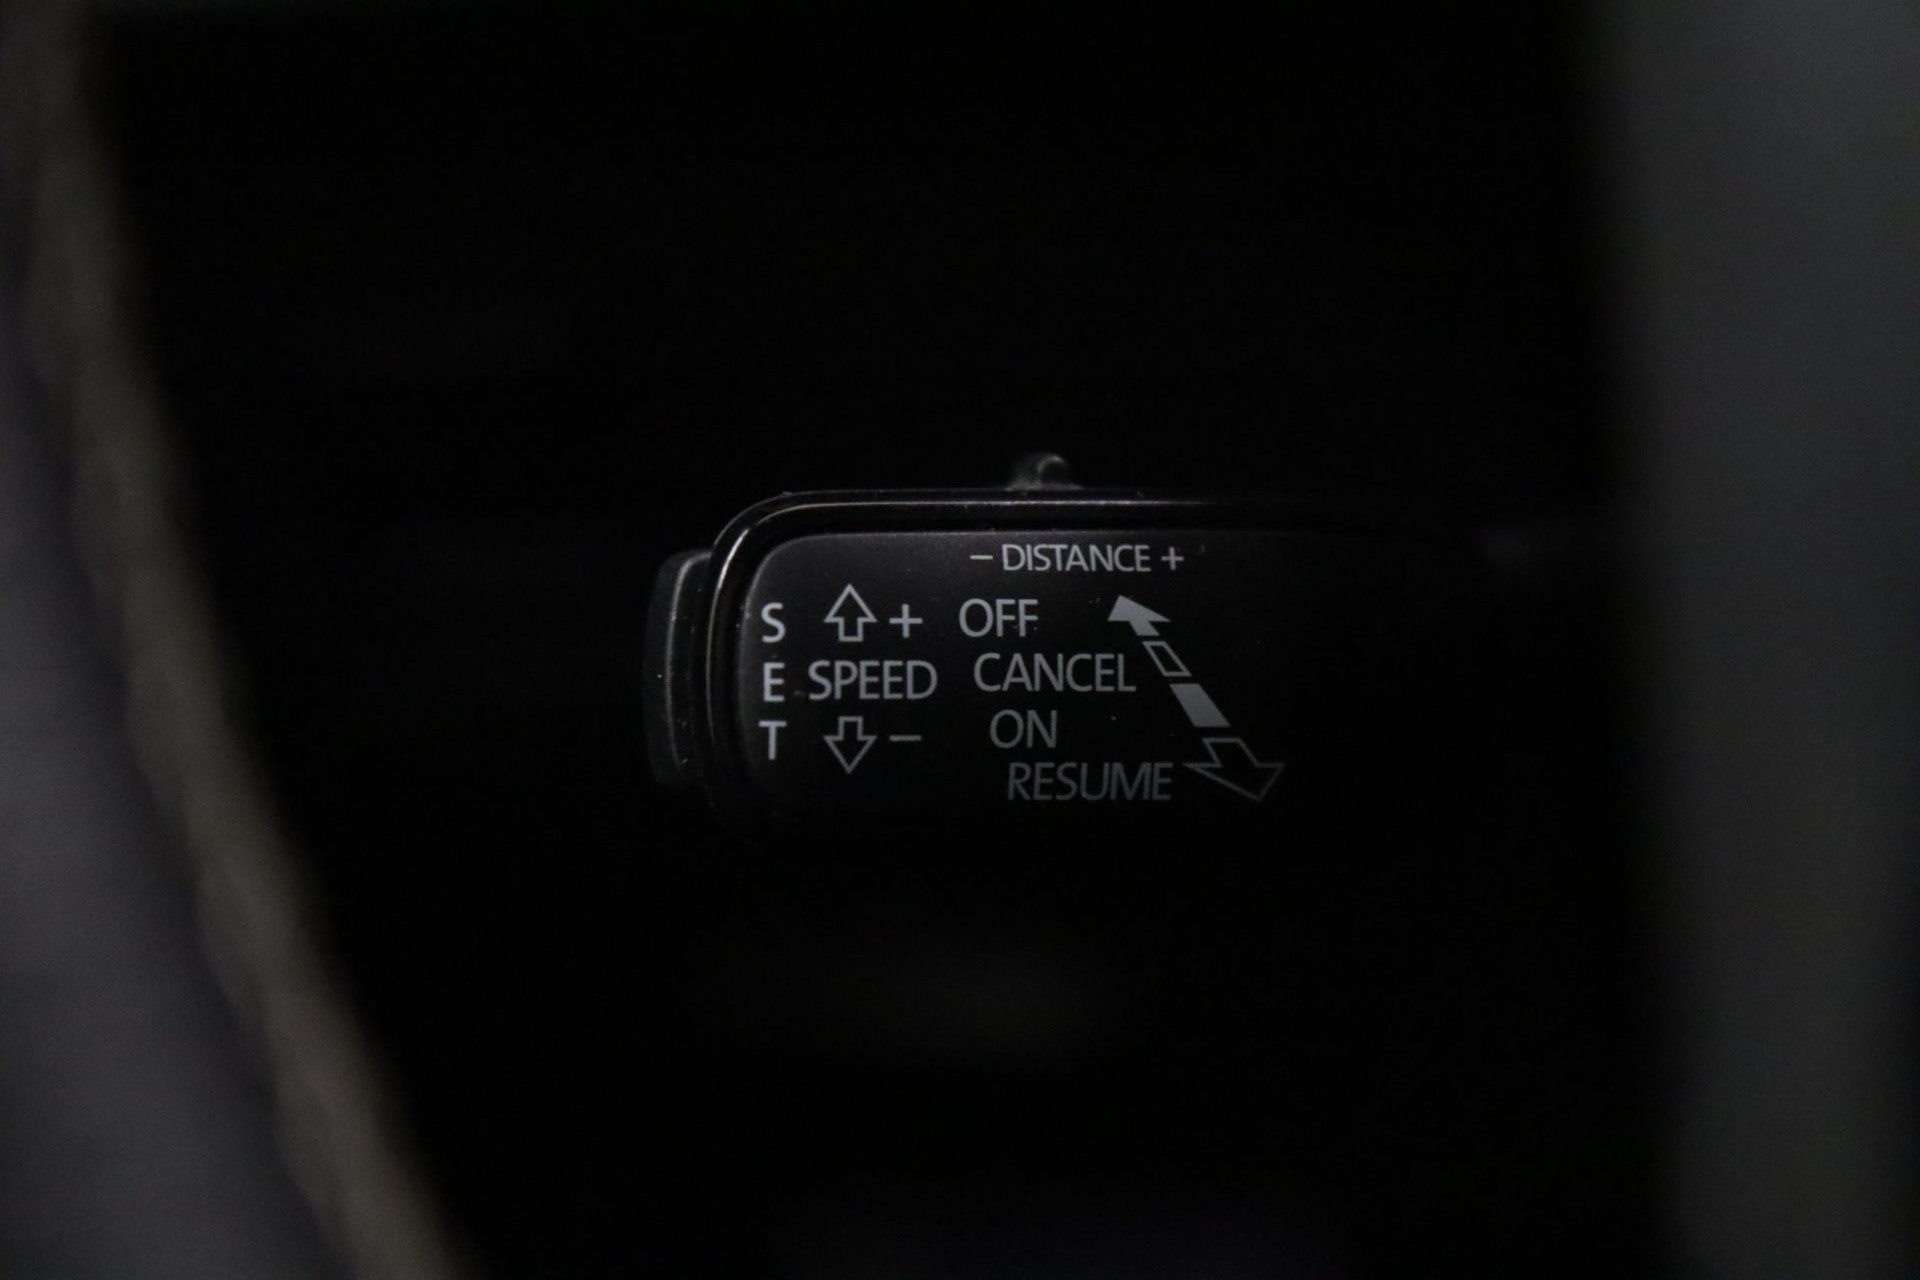 - DISTANCE +
S + OFF
E SPEED CANCEL
T - ON
RESUME